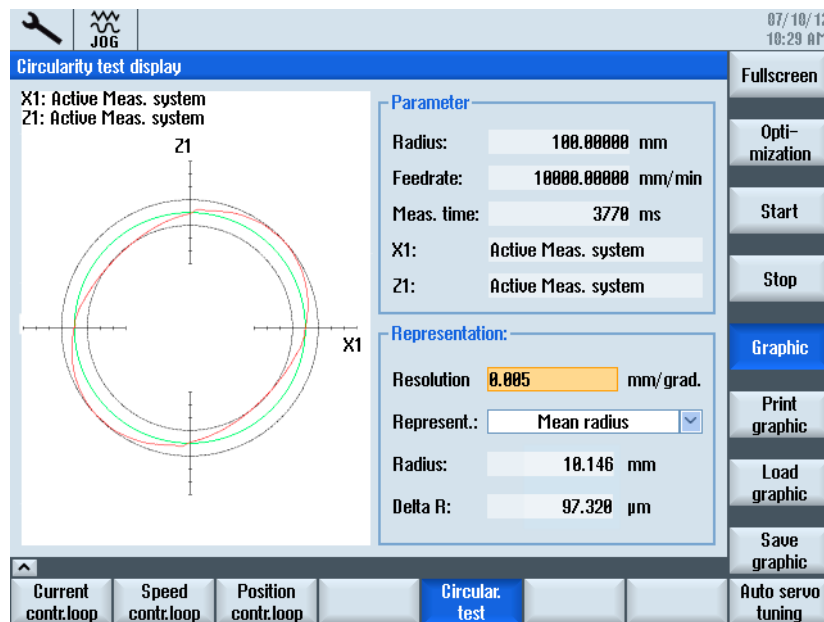 JOG
07/10/12
10:29 AM
Circularity test display
X1: Active Meas. system
Z1: Active Meas. system
Z1
X1
Parameter
Radius: 100.00000 mm
Feedrate: 10000.00000 mm/min
Meas. time: 3770 ms
X1: Active Meas. system
Z1: Active Meas. system
Representation:
Resolution 0.005 mm/grad.
Represent.: Mean radius
Radius: 10.146 mm
Delta R: 97.320 µm
Fullscreen
Opti-
mization
Start
Stop
Graphic
Print
graphic
Load
graphic
Save
graphic
Current
contr.loop
Speed
contr.loop
Position
contr.loop
Circular.
test
Auto servo
tuning